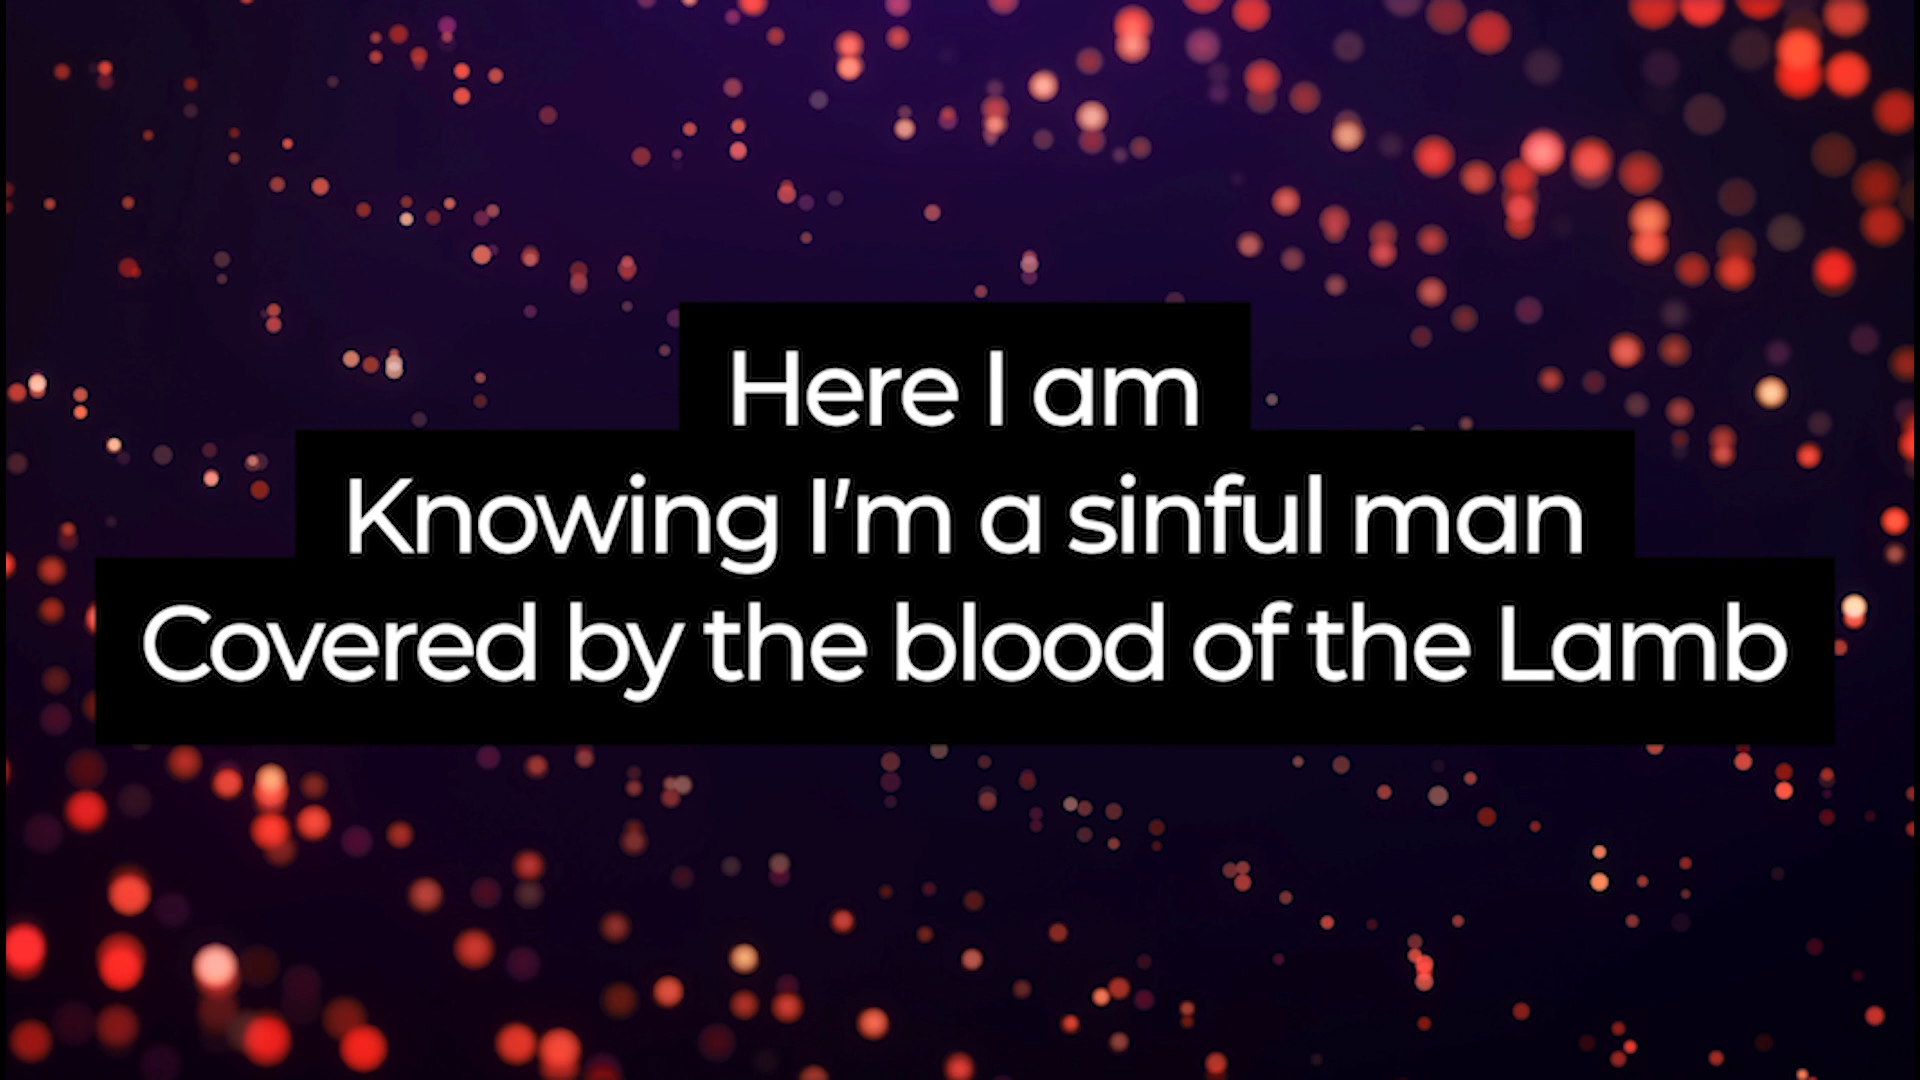 Here I am
Knowing I'm a sinful man
Covered by the blood of the Lamb